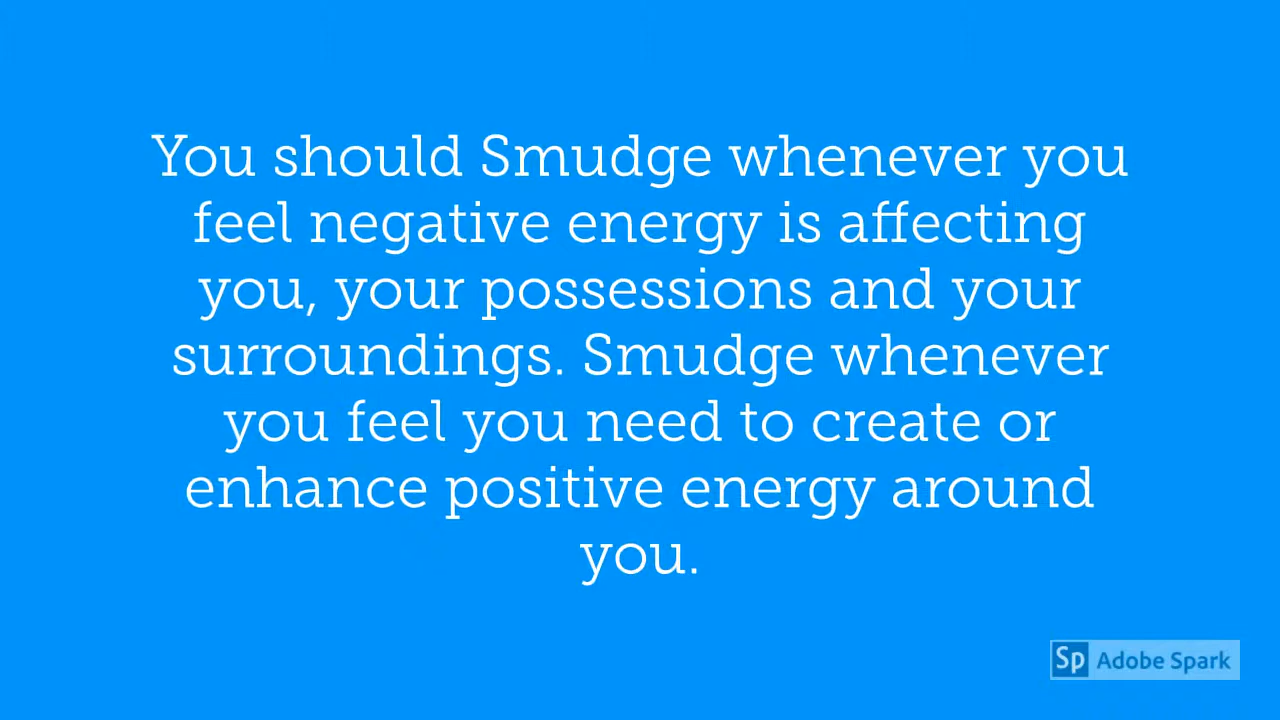 You should Smudge whenever you
feel negative energy is affecting
you, your possessions and your
surroundings. Smudge whenever
you feel you need to create or
enhance positive energy around
you.
Sp Adobe Spark